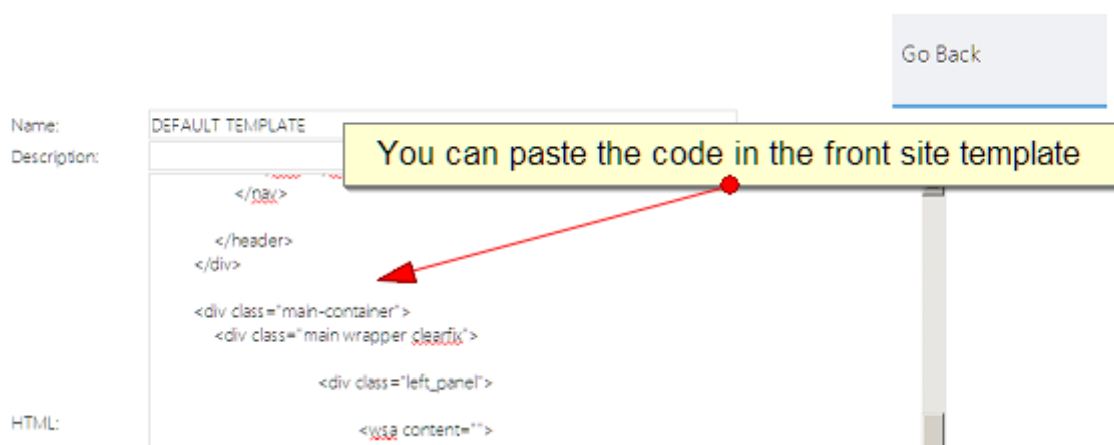 Go Back
Name: DEFAULT TEMPLATE
You can paste the code in the front site template
Description:
</nav>
</header>
</div>
<div class="main-container">
<div class="main wrapper clearfix">
<div class="left_panel">
HTML:
<wsa content="">